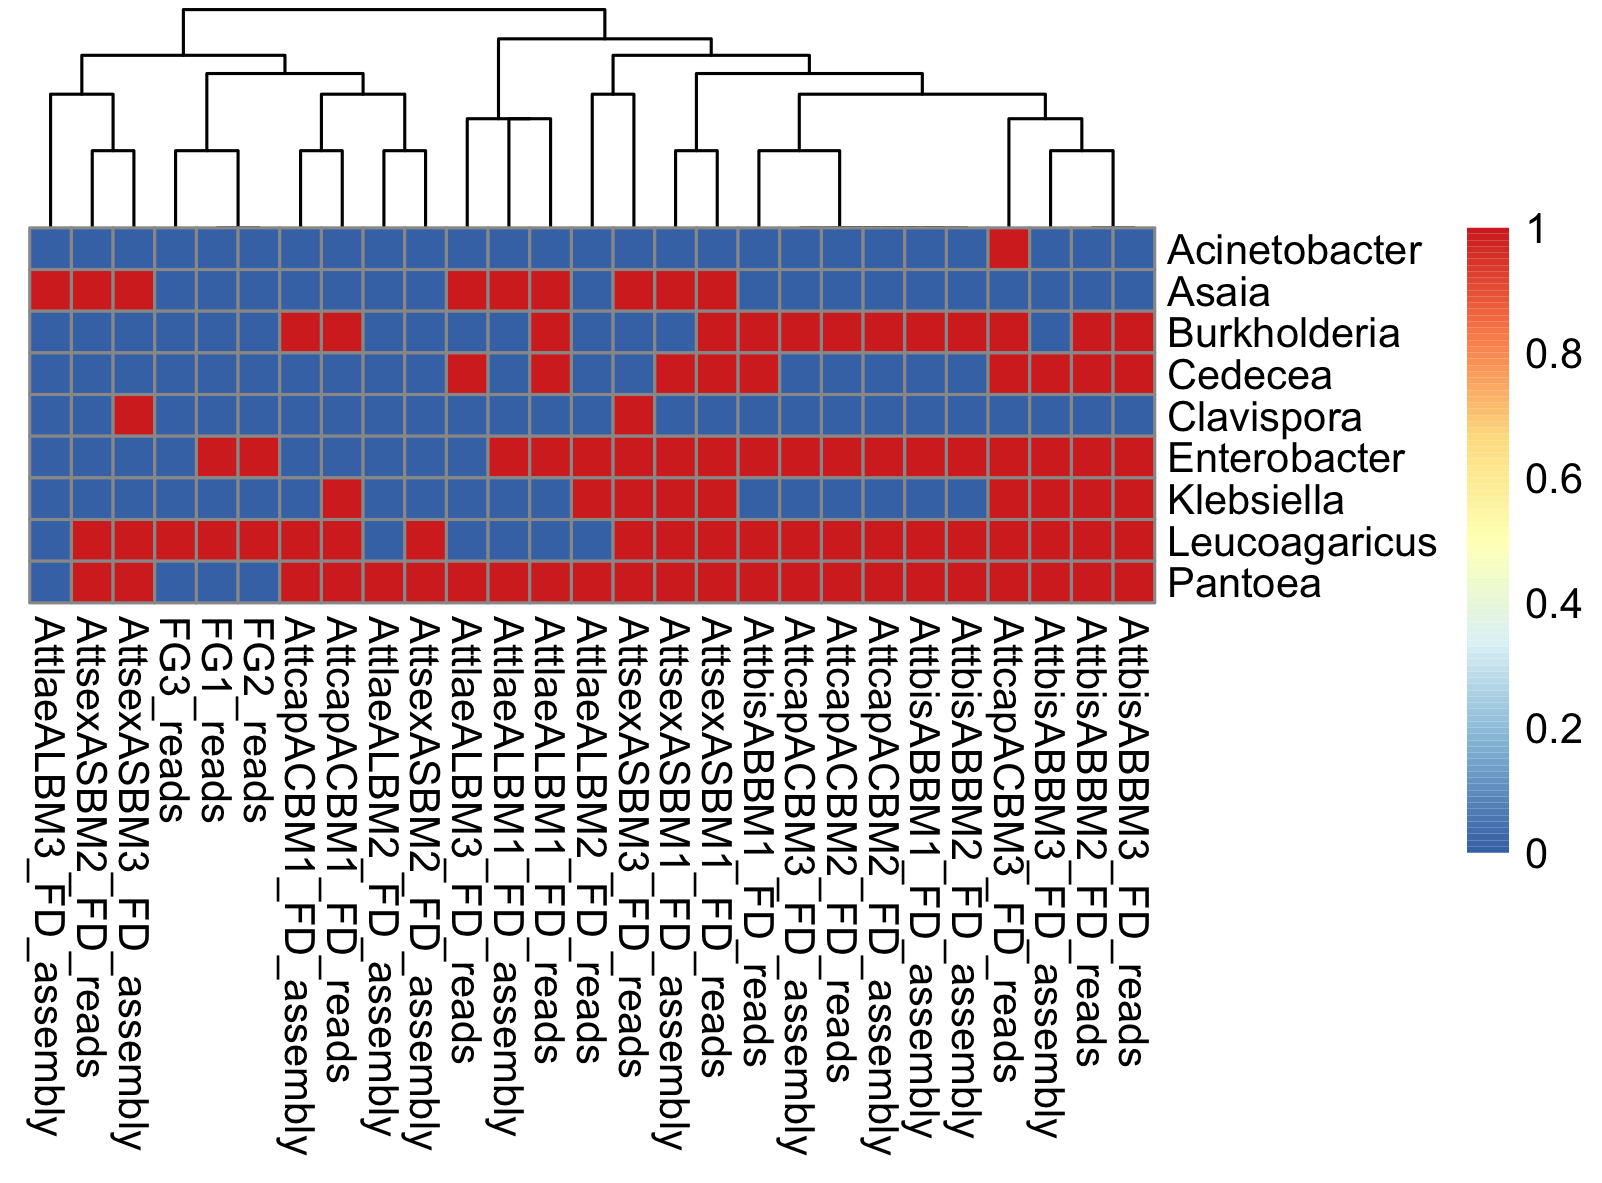 Acinetobacter
Asaia
Burkholderia
Cedecea
Clavispora
Enterobacter
Klebsiella
Leucoagaricus
Pantoea
1
0.8
0.6
0.4
0.2
0
AttlaeALBM3_FD_assembly
AttsexASBM2_FD_reads
AttsexASBM3_FD_assembly
FG3_reads
FG1_reads
FG2_reads
AttcapACBM1_FD_assembly
AttcapACBM1_FD_reads
AttlaeALBM2_FD_assembly
AttsexASBM2_FD_assembly
AttlaeALBM3_FD_reads
AttlaeALBM1_FD_assembly
AttlaeALBM1_FD_reads
AttlaeALBM2_FD_reads
AttsexASBM3_FD_reads
AttsexASBM1_FD_assembly
AttsexASBM1_FD_reads
AttbisABBM1_FD_reads
AttcapACBM3_FD_assembly
AttcapACBM2_FD_reads
AttcapACBM2_FD_assembly
AttbisABBM1_FD_assembly
AttbisABBM2_FD_assembly
AttcapACBM3_FD_reads
AttbisABBM3_FD_assembly
AttbisABBM2_FD_reads
AttbisABBM3_FD_reads